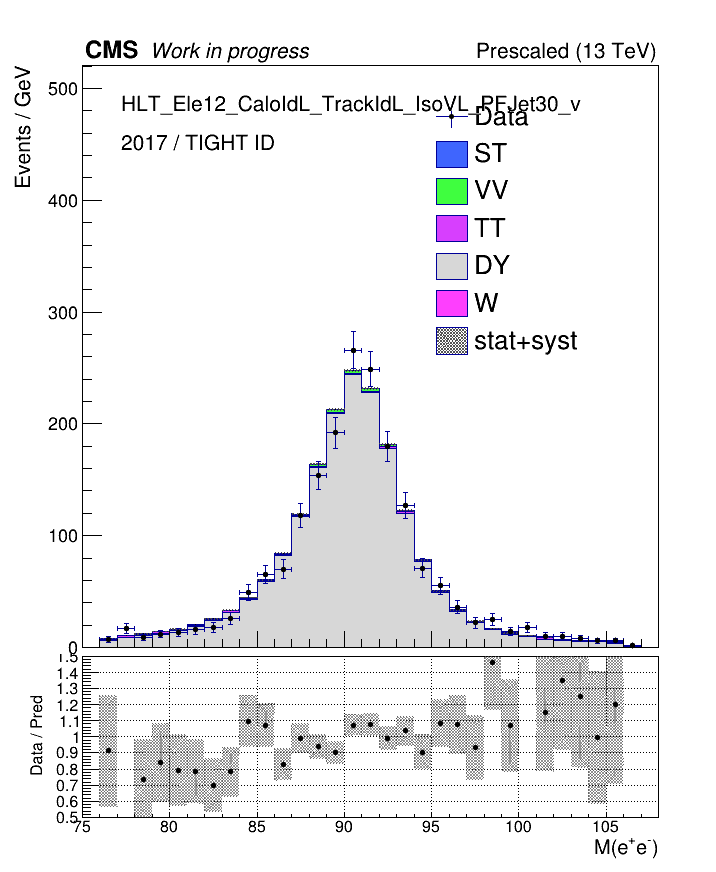 CMS Work in progress Prescaled (13 TeV)
Events / GeV
500
400
300
200
100
0
HLT_Ele12_CaloIdL_TrackIdL_IsoVL_PFJet30_v
2017 / TIGHT ID
Data
ST
VV
TT
DY
W
stat+syst
Data / Pred
1.5
1.4
1.3
1.2
1.1
1
0.9
0.8
0.7
0.6
0.5
75 80 85 90 95 100 105
M(e⁺e⁻)